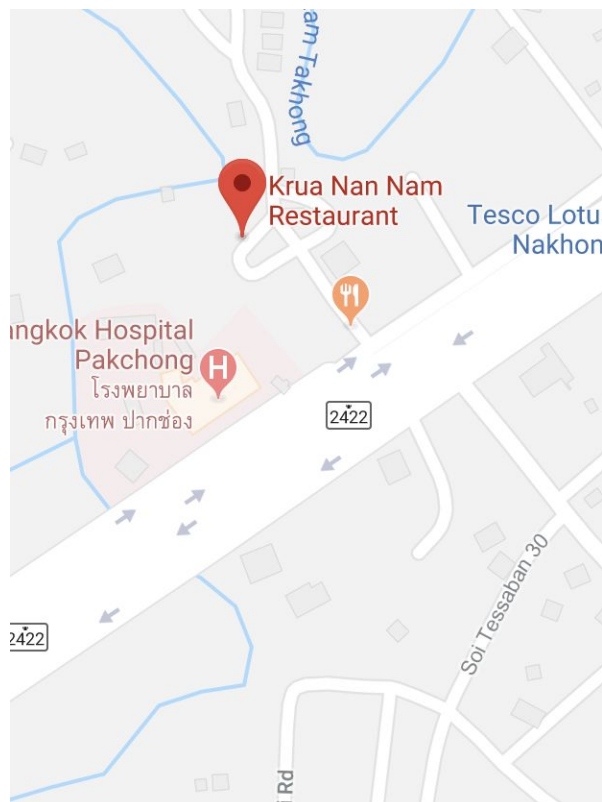 am Takhong
Krua Nan Nam
Restaurant
Tesco Lotu
Nakhon
ngkok Hospital
Pakchong
โรงพยาบาล
กรุงเทพ ปากช่อง
H
2422
2422
Soi Tessaban 30
Rd